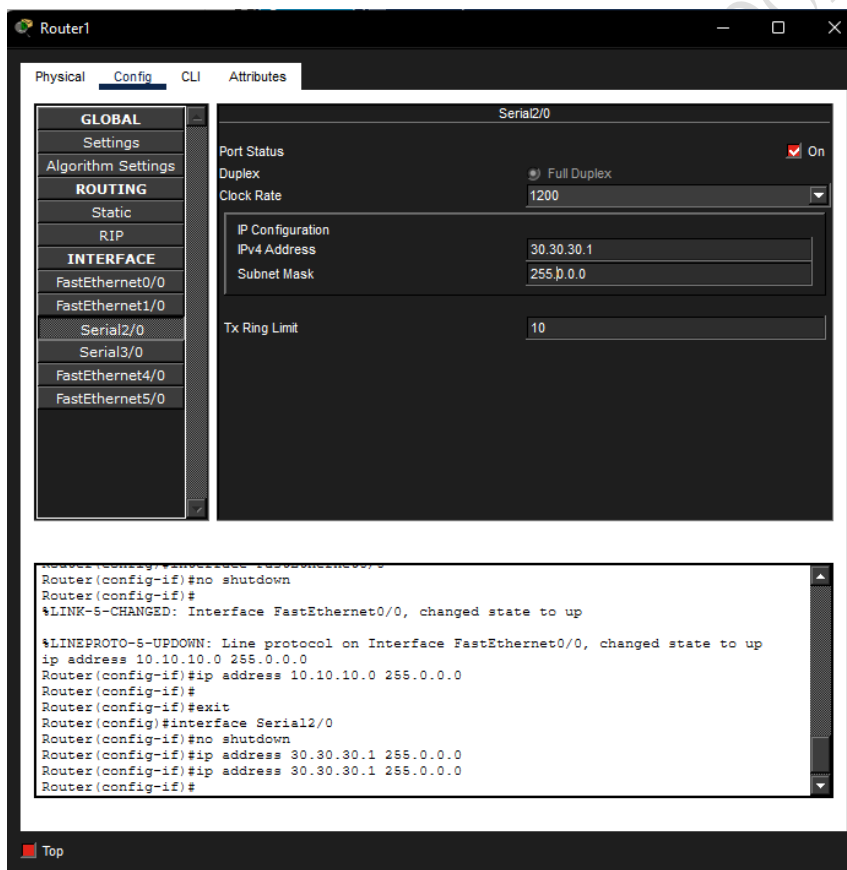 Router1
Physical Config CLI Attributes
GLOBAL
Settings
Algorithm Settings
ROUTING
Static
RIP
INTERFACE
FastEthernet0/0
FastEthernet1/0
Serial2/0
Serial3/0
FastEthernet4/0
FastEthernet5/0
Serial2/0
Port Status On
Duplex Full Duplex
Clock Rate 1200
IP Configuration
IPv4 Address 30.30.30.1
Subnet Mask 255.0.0.0
Tx Ring Limit 10
Router(config-if)#no shutdown
Router(config-if)#
%LINK-5-CHANGED: Interface FastEthernet0/0, changed state to up
%LINEPROTO-5-UPDOWN: Line protocol on Interface FastEthernet0/0, changed state to up
ip address 10.10.10.0 255.0.0.0
Router(config-if)#ip address 10.10.10.0 255.0.0.0
Router(config-if)#
Router(config-if)#exit
Router(config)#interface Serial2/0
Router(config-if)#no shutdown
Router(config-if)#ip address 30.30.30.1 255.0.0.0
Router(config-if)#ip address 30.30.30.1 255.0.0.0
Router(config-if)#
Top